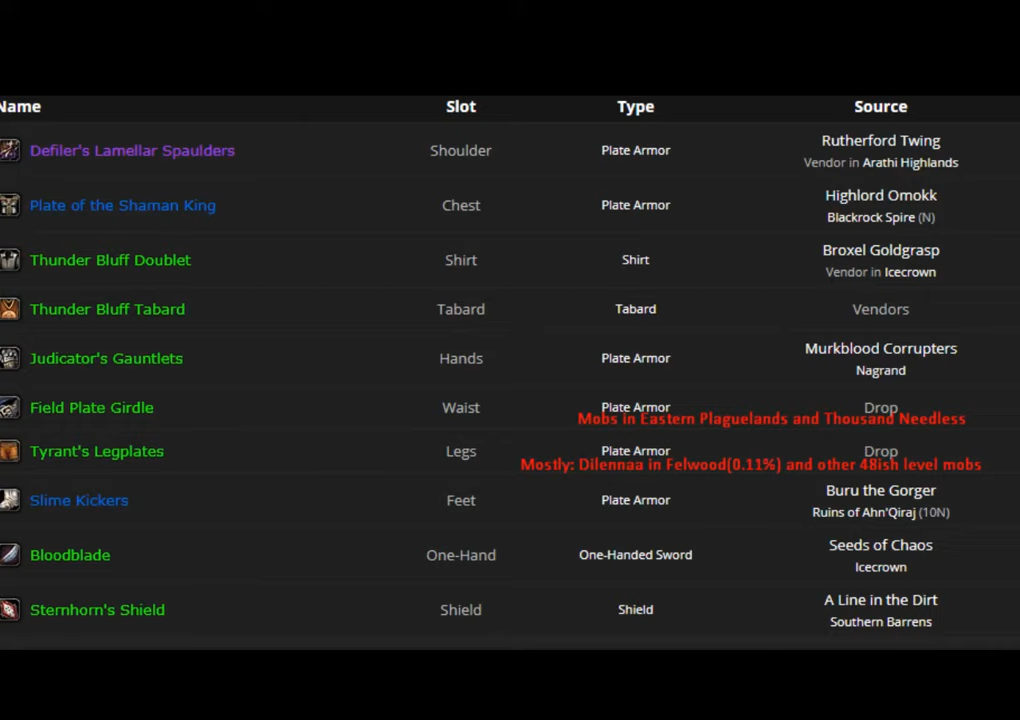 Name Slot Type Source
Defiler's Lamellar Spaulders Shoulder Plate Armor Rutherford Twing
Vendor in Arathi Highlands
Plate of the Shaman King Chest Plate Armor Highlord Omokk
Blackrock Spire (N)
Thunder Bluff Doublet Shirt Shirt Broxel Goldgrasp
Vendor in Icecrown
Thunder Bluff Tabard Tabard Tabard Vendors
Judicator's Gauntlets Hands Plate Armor Murkblood Corrupters
Nagrand
Field Plate Girdle Waist Plate Armor Drop
Mobs in Eastern Plaguelands and Thousand Needless
Tyrant's Legplates Legs Plate Armor Drop
Mostly: Dilennaa in Felwood(0.11%) and other 48ish level mobs
Slime Kickers Feet Plate Armor Buru the Gorger
Ruins of Ahn'Qiraj (10N)
Bloodblade One-Hand One-Handed Sword Seeds of Chaos
Icecrown
Sternhorn's Shield Shield Shield A Line in the Dirt
Southern Barrens